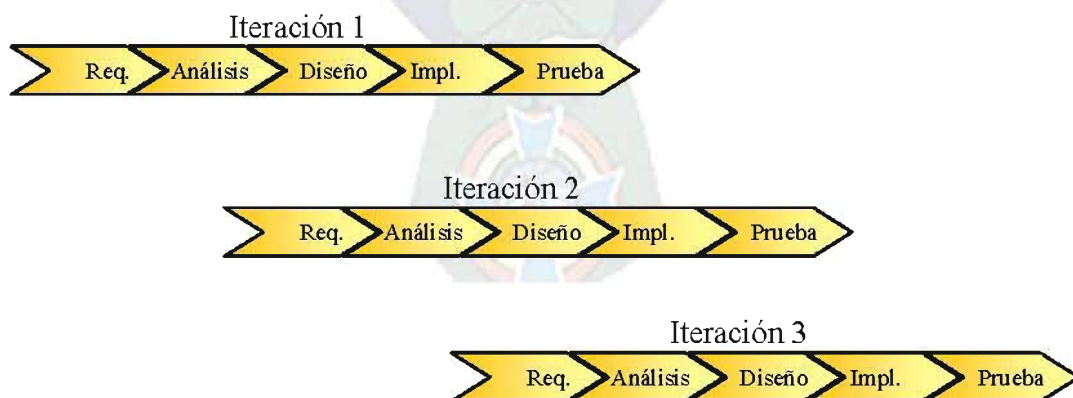 Iteración 1
Req. Análisis Diseño Impl. Prueba
Iteración 2
Req. Análisis Diseño Impl. Prueba
Iteración 3
Req. Análisis Diseño Impl. Prueba